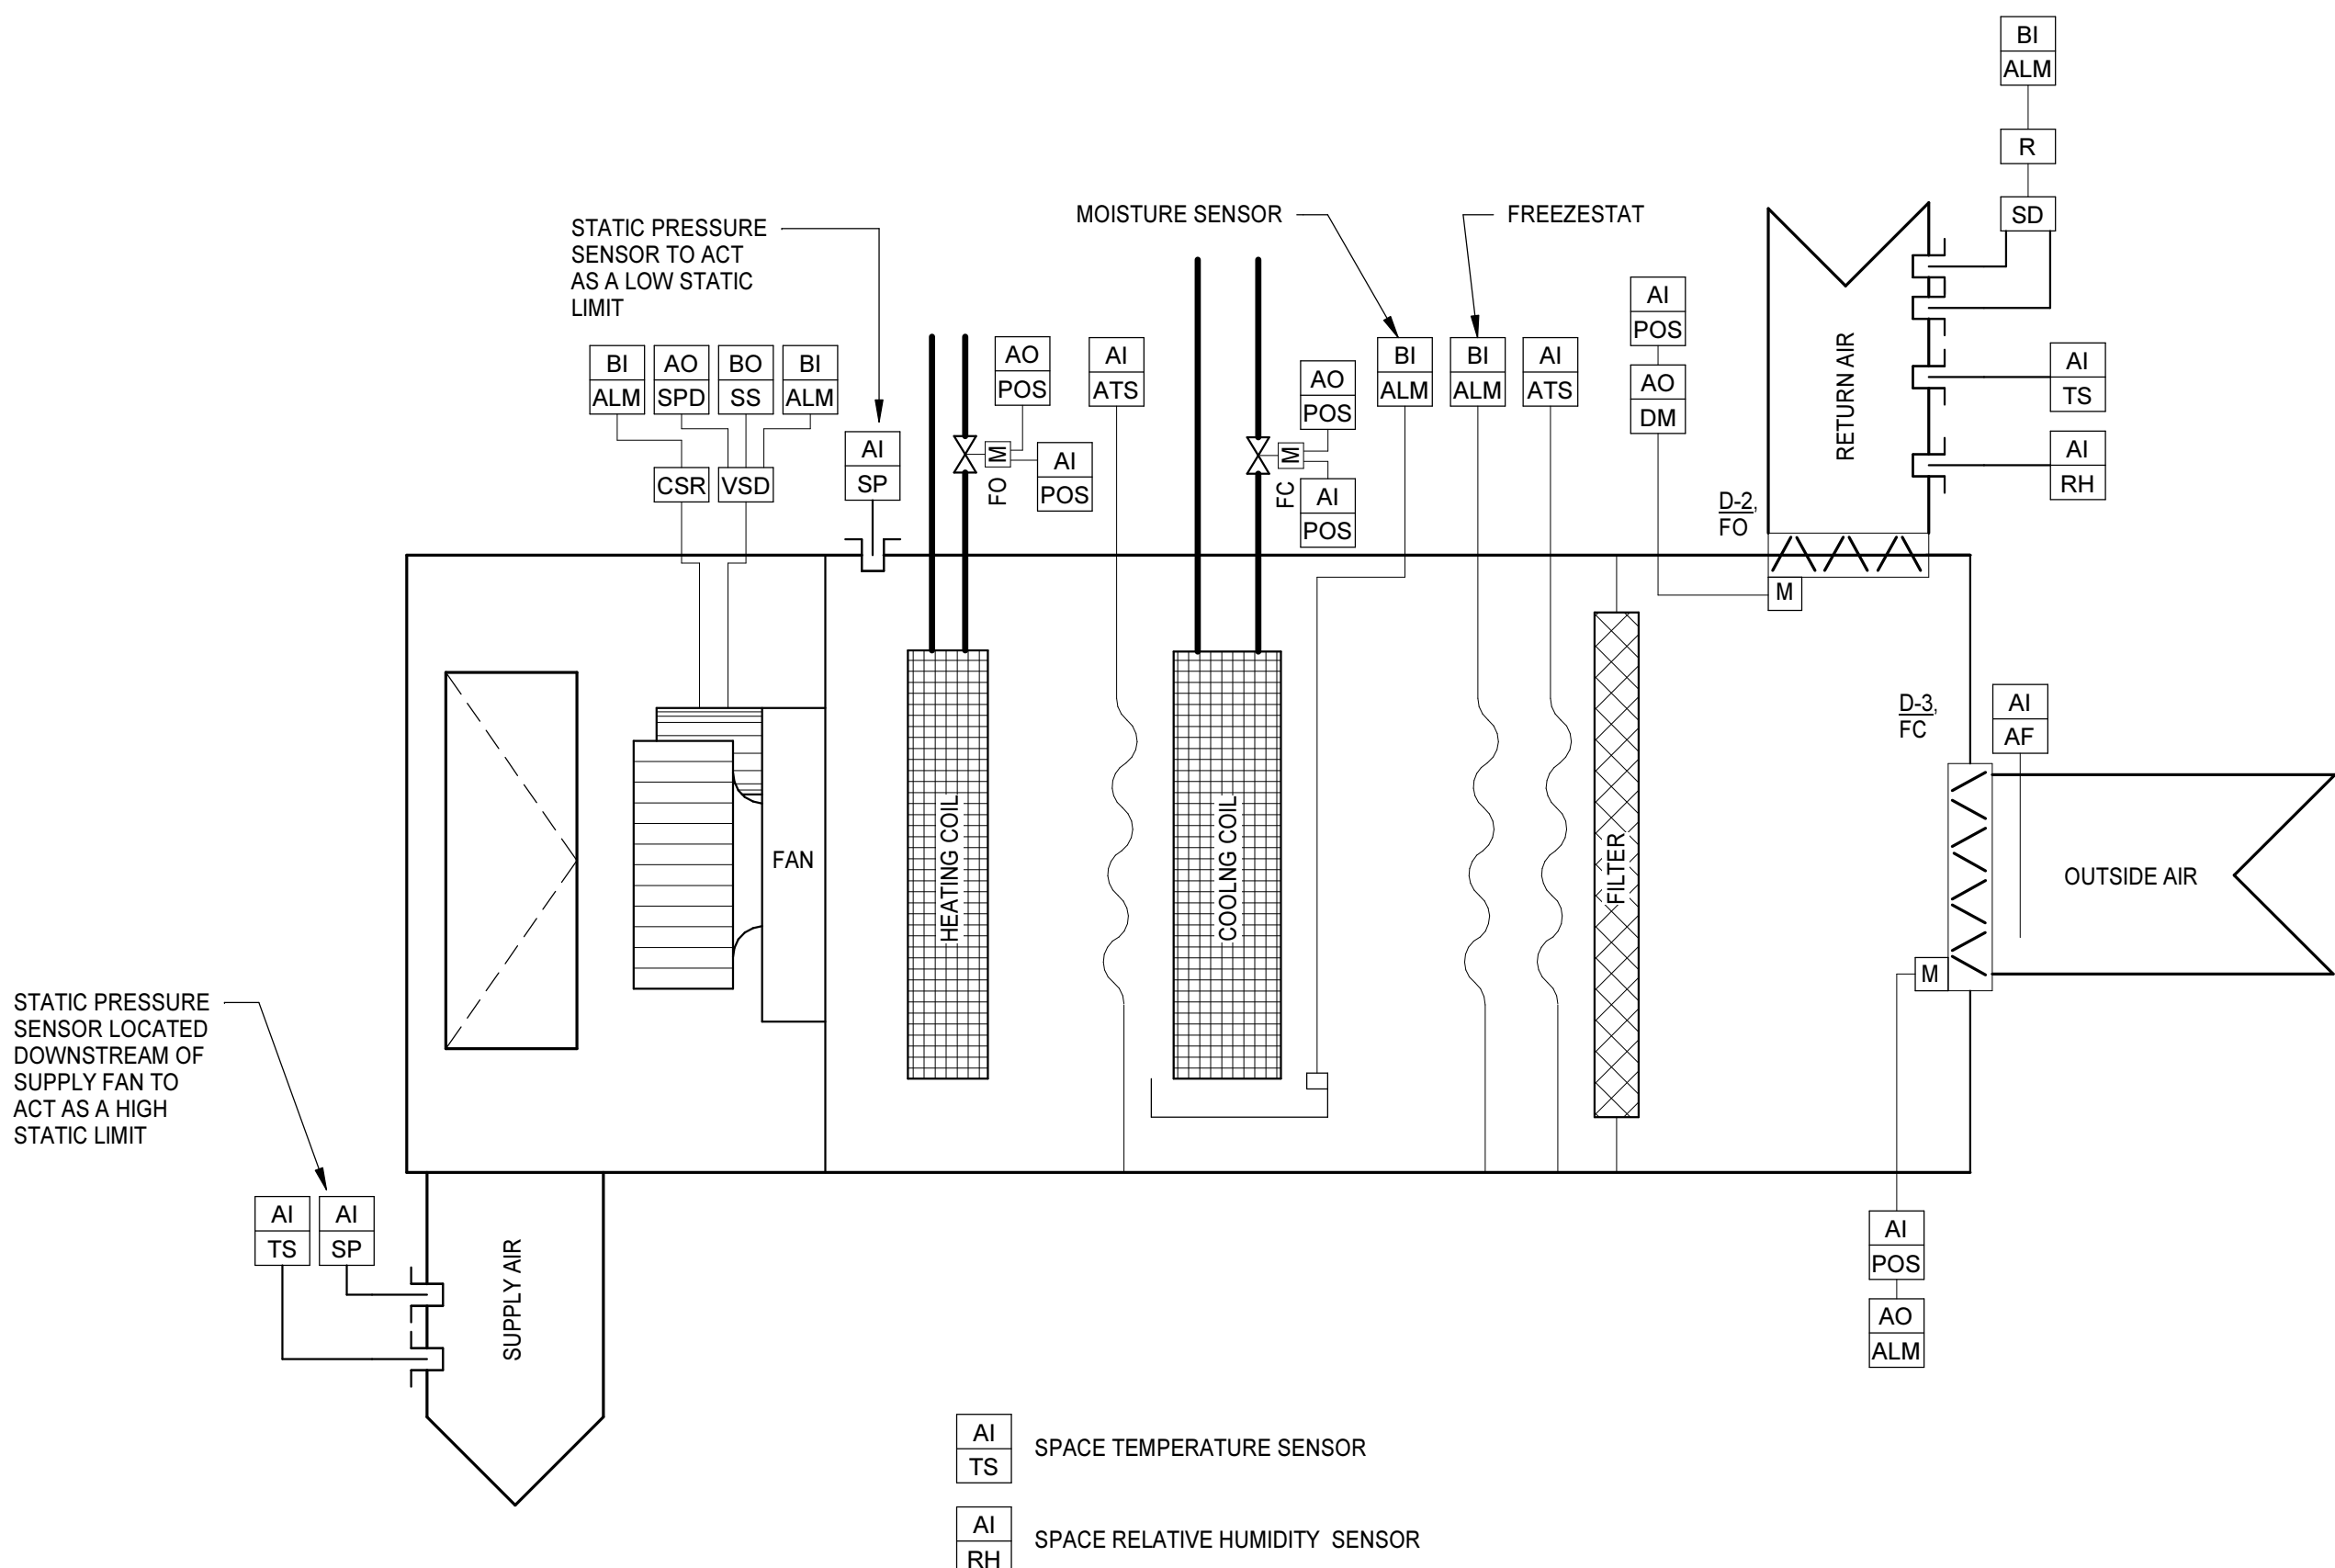 BI
ALM
R
SD
STATIC PRESSURE
SENSOR TO ACT
AS A LOW STATIC
LIMIT
MOISTURE SENSOR
FREEZESTAT
BI
ALM
AO
SPD
BO
SS
BI
ALM
CSR
VSD
AI
SP
AO
POS
M
FO
AI
POS
AI
ATS
AO
POS
M
FC
AI
POS
BI
ALM
BI
ALM
AI
ATS
AI
POS
AO
DM
RETURN AIR
AI
TS
AI
RH
D-2,
FO
M
D-3,
FC
AI
AF
FAN
HEATING COIL
COOLNG COIL
FILTER
OUTSIDE AIR
M
STATIC PRESSURE
SENSOR LOCATED
DOWNSTREAM OF
SUPPLY FAN TO
ACT AS A HIGH
STATIC LIMIT
AI
TS
AI
SP
SUPPLY AIR
AI
POS
AO
ALM
AI
TS
SPACE TEMPERATURE SENSOR
AI
RH
SPACE RELATIVE HUMIDITY SENSOR